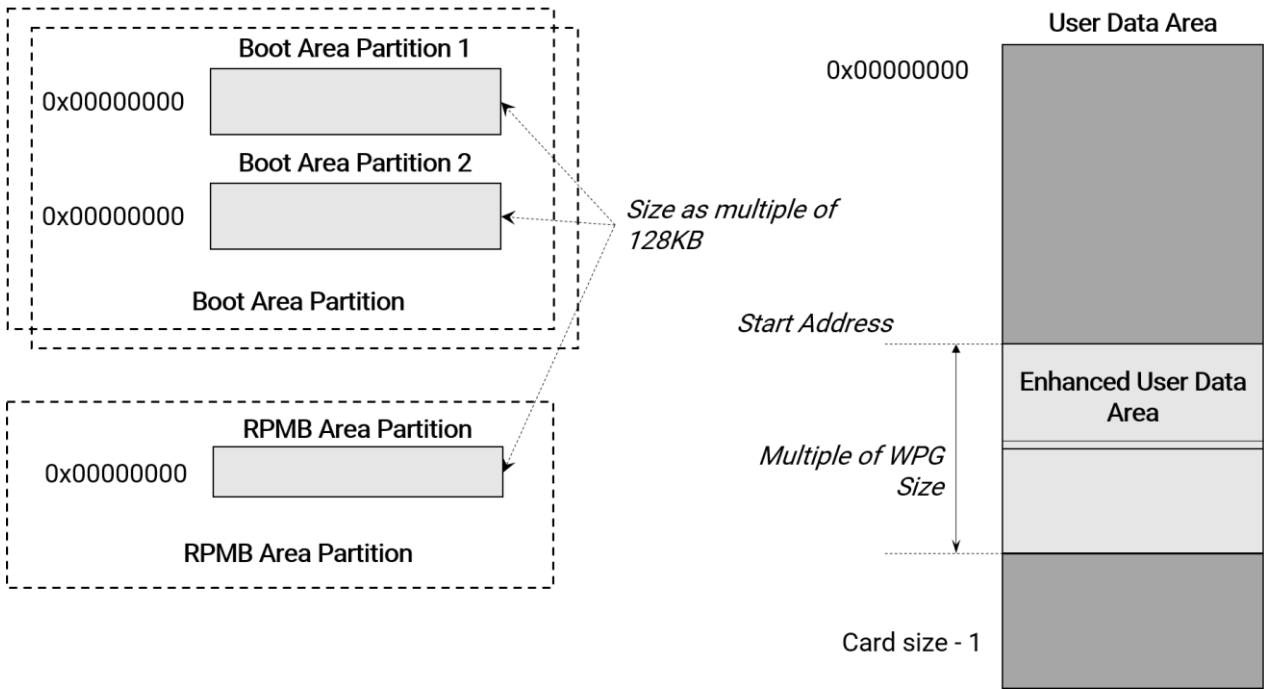 Boot Area Partition 1
0x00000000
Boot Area Partition 2
0x00000000
Boot Area Partition
Size as multiple of
128KB
RPMB Area Partition
0x00000000
RPMB Area Partition
User Data Area
0x00000000
Start Address
Enhanced User Data
Area
Multiple of WPG
Size
Card size - 1